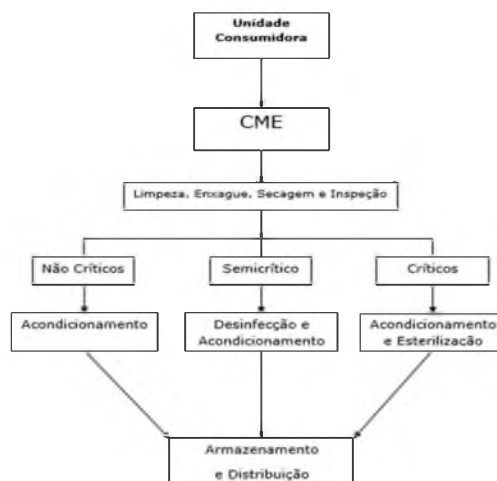 Unidade
Consumidora
CME
Limpeza, Enxague, Secagem e Inspeção
Não Críticos
Semicrítico
Críticos
Acondicionamento
Desinfecção e
Acondicionamento
Acondicionamento
e Esterilização
Armazenamento
e Distribuição